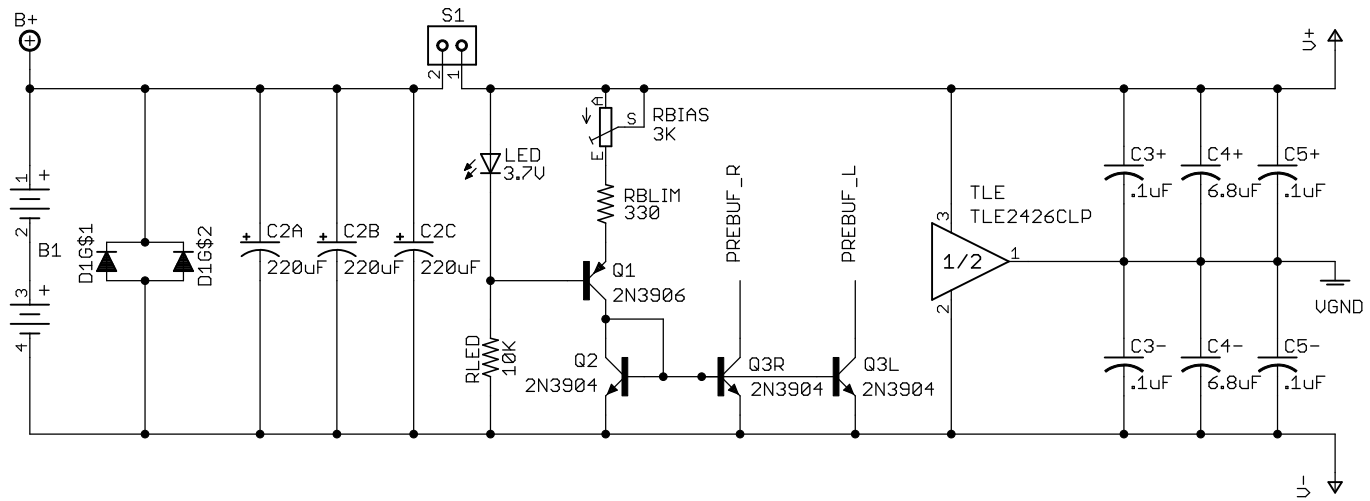 B+
S1
2
1
V+
A
S
RBIAS
3K
E
LED
3.7V
RBLIM
330
PREBUF_R
PREBUF_L
TLE
TLE2426CLP
3
1/2
1
2
C3+
.1uF
C4+
6.8uF
C5+
.1uF
1
+
2
B1
3
+
4
D1G$1
D1G$2
+
C2A
220uF
+
C2B
220uF
+
C2C
220uF
Q1
2N3906
VGND
RLED
10K
Q2
2N3904
Q3R
2N3904
Q3L
2N3904
C3-
.1uF
C4-
6.8uF
C5-
.1uF
V-